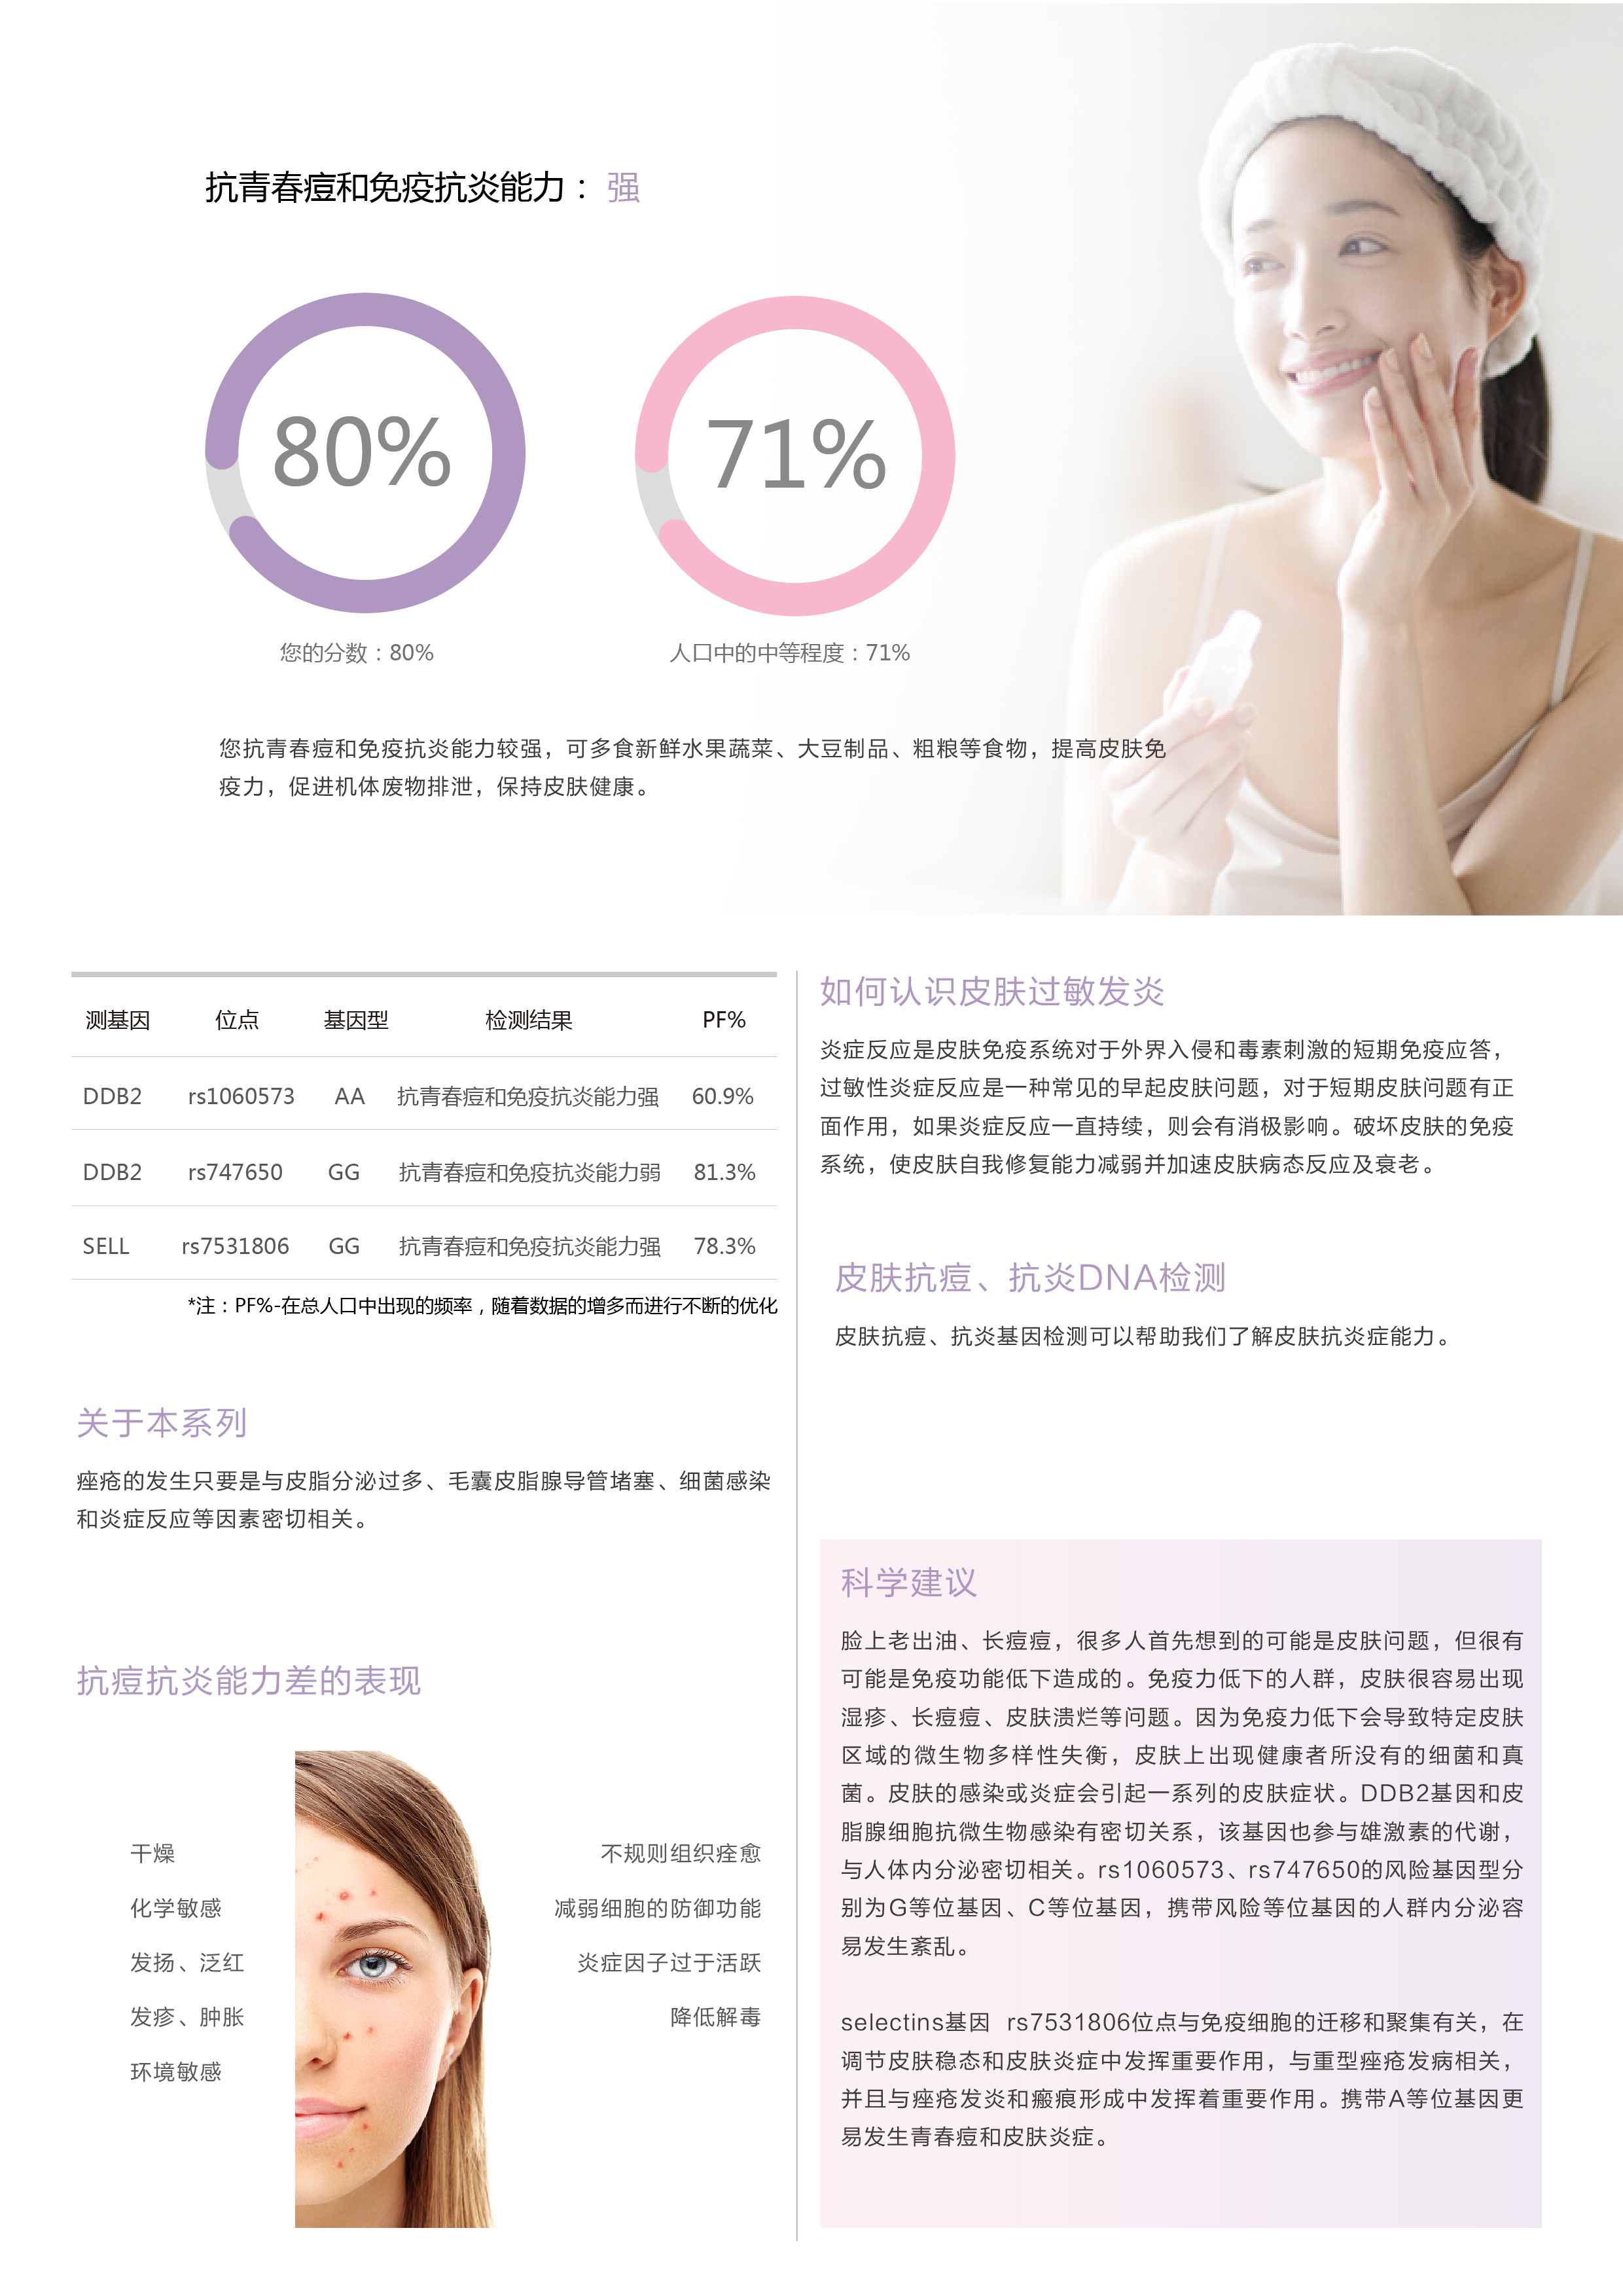 抗青春痘和免疫抗炎能力： 强
80%
71%
您的分数：80%
人口中的中等程度：71%
您抗青春痘和免疫抗炎能力较强，可多食新鲜水果蔬菜、大豆制品、粗粮等食物，提高皮肤免
疫力，促进机体废物排泄，保持皮肤健康。
测基因 位点 基因型 检测结果 PF%
DDB2 rs1060573 AA 抗青春痘和免疫抗炎能力强 60.9%
DDB2 rs747650 GG 抗青春痘和免疫抗炎能力弱 81.3%
SELL rs7531806 GG 抗青春痘和免疫抗炎能力强 78.3%
*注：PF%-在总人口中出现的频率，随着数据的增多而进行不断的优化
关于本系列
痤疮的发生只要是与皮脂分泌过多、毛囊皮脂腺导管堵塞、细菌感染
和炎症反应等因素密切相关。
抗痘抗炎能力差的表现
干燥
化学敏感
发扬、泛红
发疹、肿胀
环境敏感
不规则组织痊愈
减弱细胞的防御功能
炎症因子过于活跃
降低解毒
如何认识皮肤过敏发炎
炎症反应是皮肤免疫系统对于外界入侵和毒素刺激的短期免疫应答，
过敏性炎症反应是一种常见的早起皮肤问题，对于短期皮肤问题有正
面作用，如果炎症反应一直持续，则会有消极影响。破坏皮肤的免疫
系统，使皮肤自我修复能力减弱并加速皮肤病态反应及衰老。
皮肤抗痘、抗炎DNA检测
皮肤抗痘、抗炎基因检测可以帮助我们了解皮肤抗炎症能力。
科学建议
脸上老出油、长痘痘，很多人首先想到的可能是皮肤问题，但很有
可能是免疫功能低下造成的。免疫力低下的人群，皮肤很容易出现
湿疹、长痘痘、皮肤溃烂等问题。因为免疫力低下会导致特定皮肤
区域的微生物多样性失衡，皮肤上出现健康者所没有的细菌和真
菌。皮肤的感染或炎症会引起一系列的皮肤症状。DDB2基因和皮
脂腺细胞抗微生物感染有密切关系，该基因也参与雄激素的代谢，
与人体内分泌密切相关。rs1060573、rs747650的风险基因型分
别为G等位基因、C等位基因，携带风险等位基因的人群内分泌容
易发生紊乱。
selectins基因 rs7531806位点与免疫细胞的迁移和聚集有关，在
调节皮肤稳态和皮肤炎症中发挥重要作用，与重型痤疮发病相关，
并且与痤疮发炎和瘢痕形成中发挥着重要作用。携带A等位基因更
易发生青春痘和皮肤炎症。